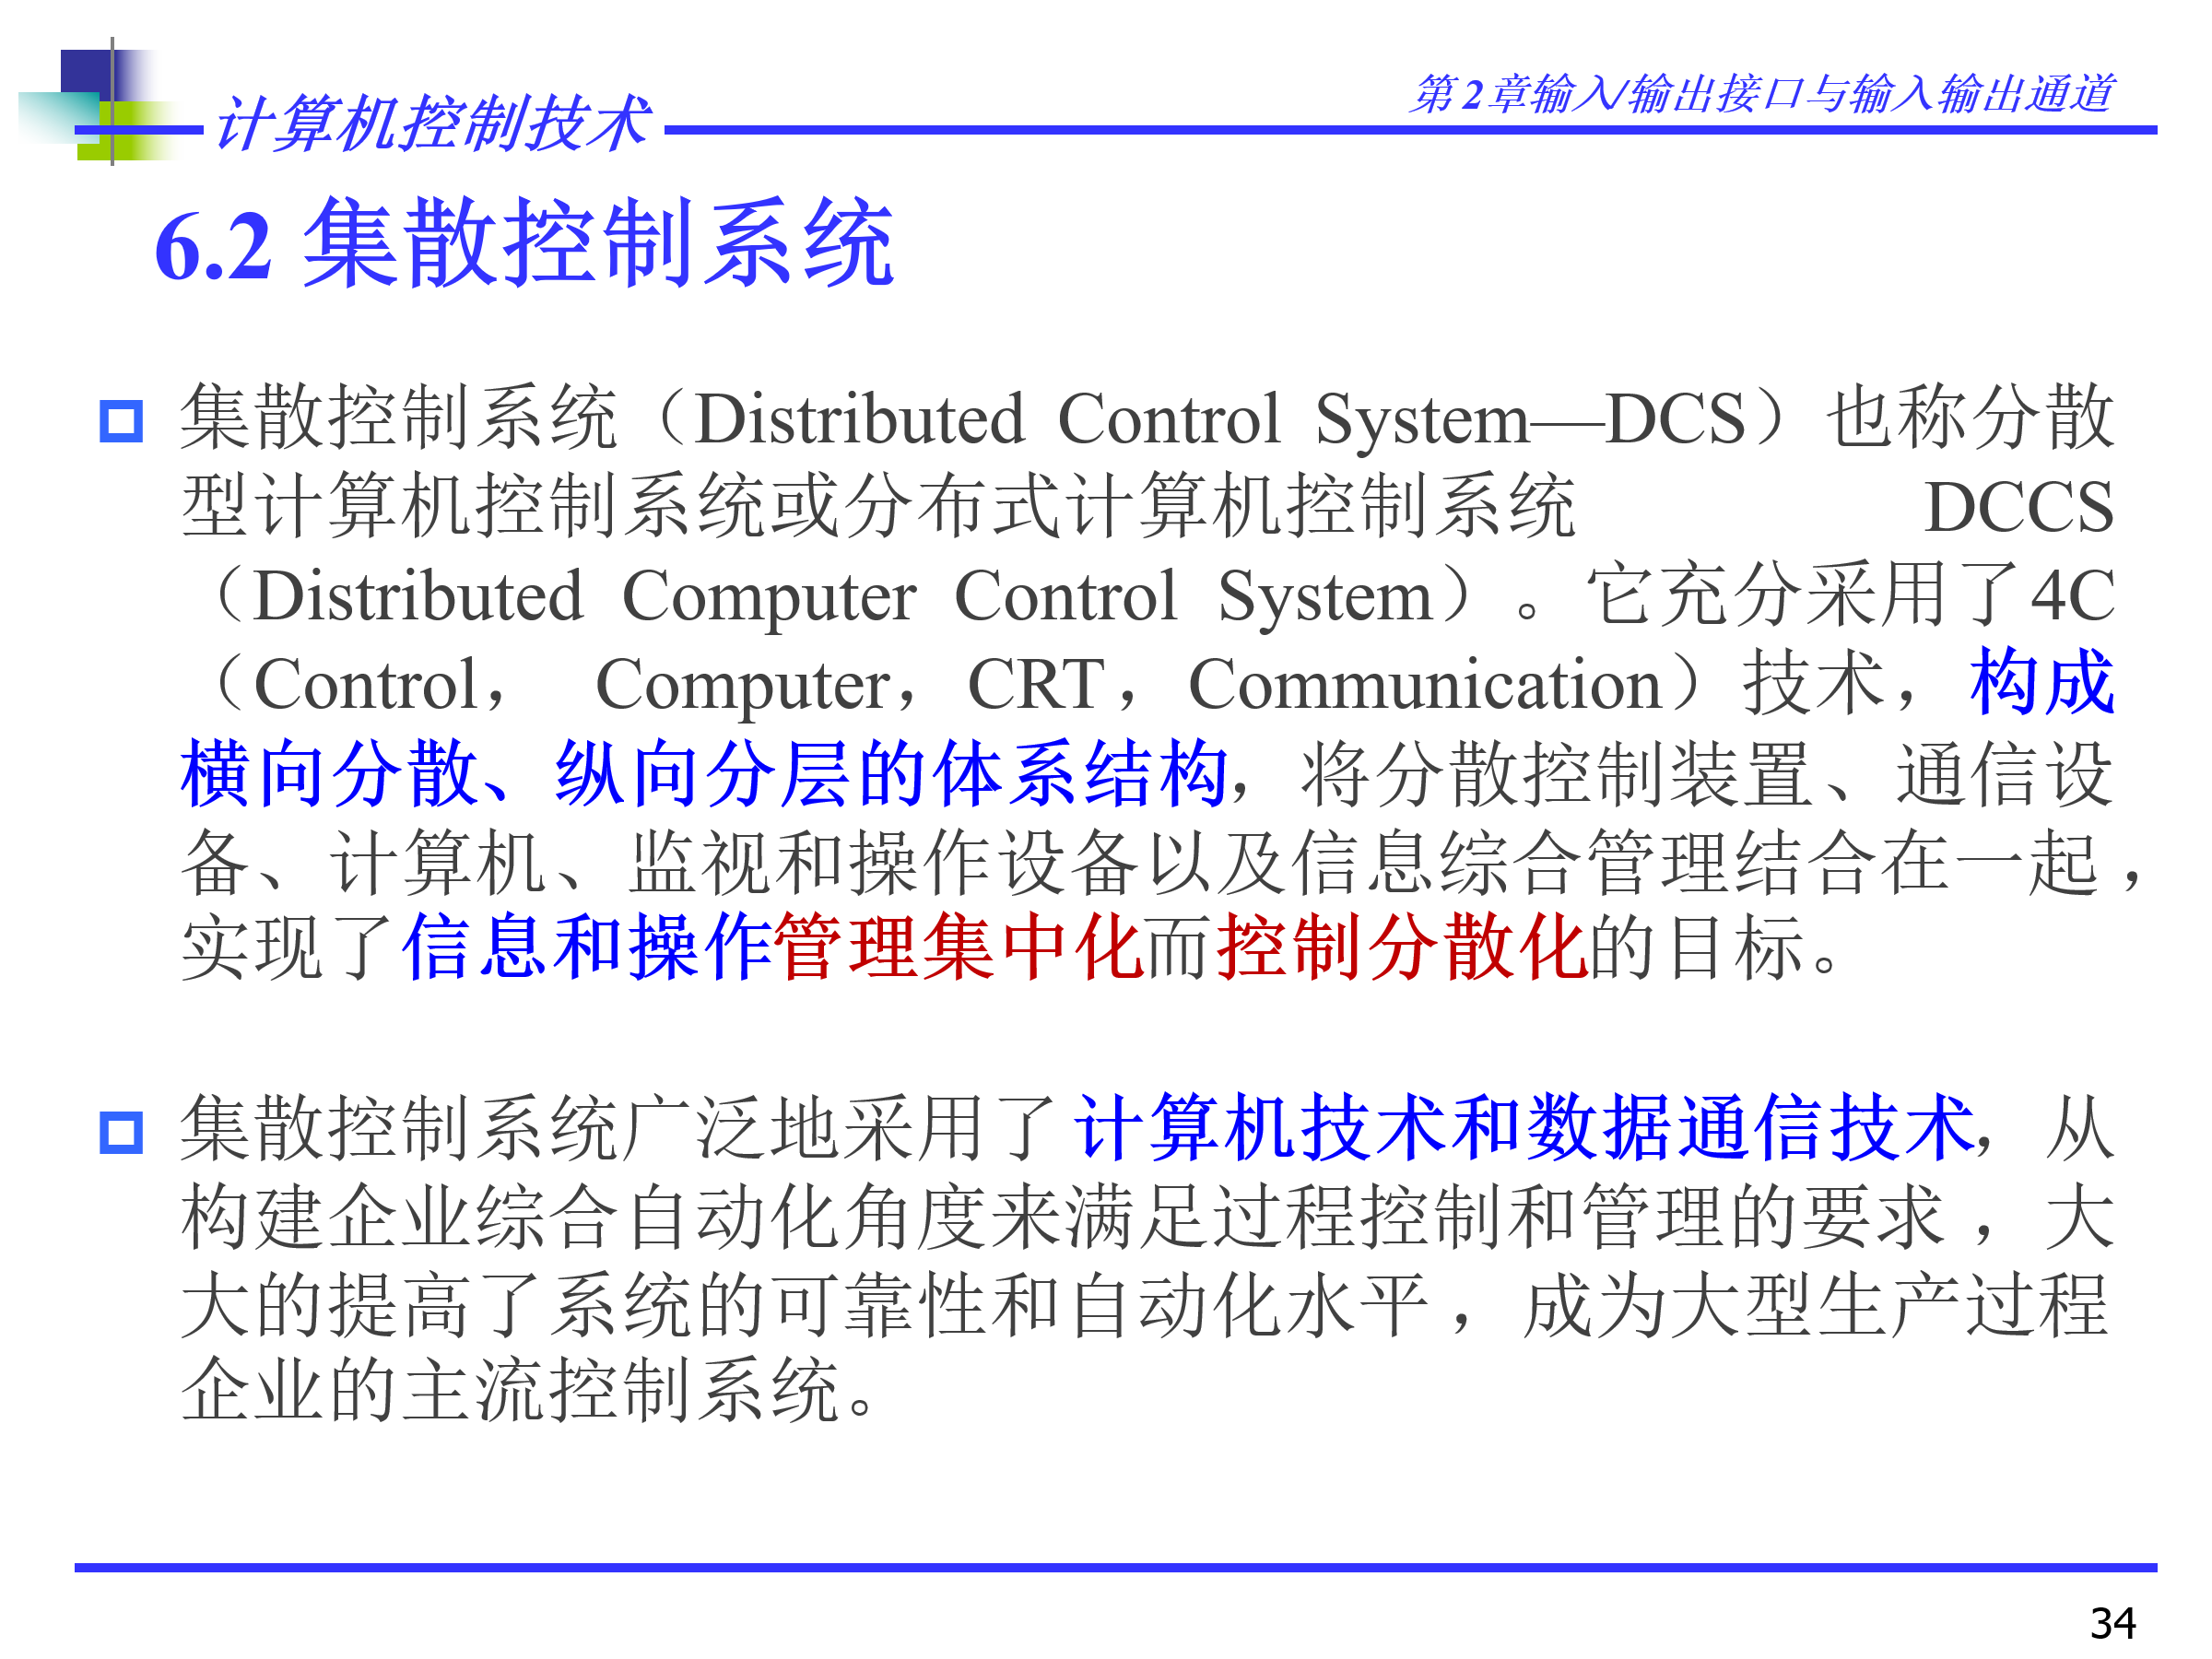 第2章输入/输出接口与输入输出通道
计算机控制技术
6.2 集散控制系统
集散控制系统（Distributed Control System—DCS）也称分散
型计算机控制系统或分布式计算机控制系统 DCCS
（Distributed Computer Control System）。它充分采用了4C
（Control， Computer，CRT，Communication）技术，构成
横向分散、纵向分层的体系结构，将分散控制装置、通信设
备、计算机、监视和操作设备以及信息综合管理结合在一起，
实现了信息和操作管理集中化而控制分散化的目标。
集散控制系统广泛地采用了计算机技术和数据通信技术，从
构建企业综合自动化角度来满足过程控制和管理的要求，大
大的提高了系统的可靠性和自动化水平，成为大型生产过程
企业的主流控制系统。
34